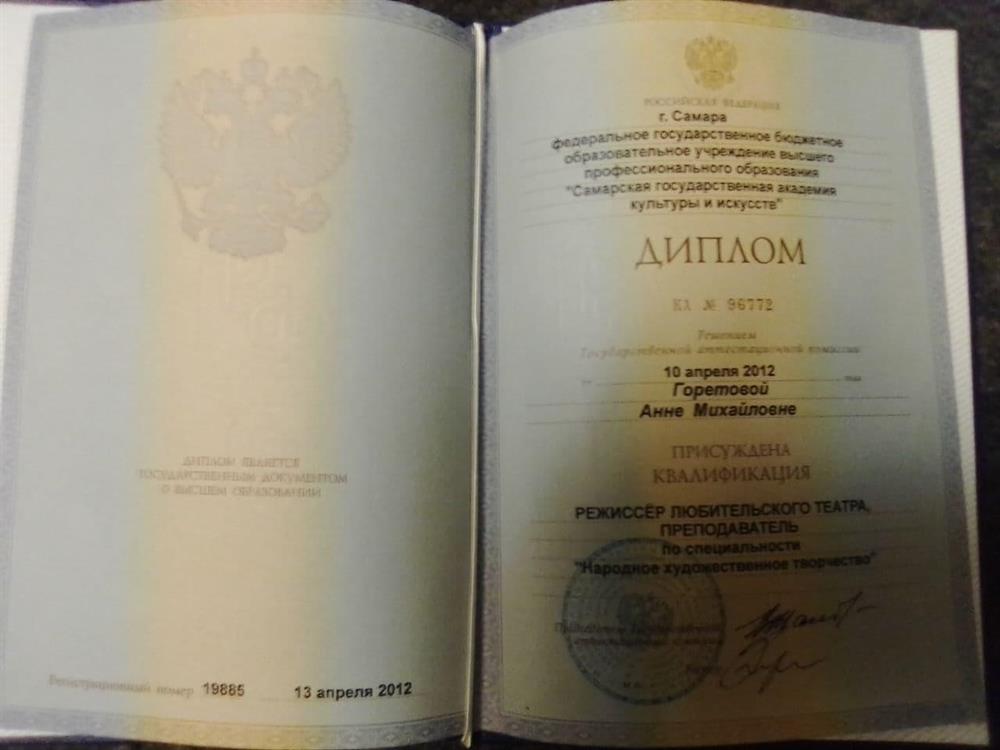 ДИПЛОМ ЯВЛЯЕТСЯ
ГОСУДАРСТВЕННЫМ ДОКУМЕНТОМ
О ВЫСШЕМ ОБРАЗОВАНИИ
Регистрационный номер 19885 13 апреля 2012
РОССИЙСКАЯ ФЕДЕРАЦИЯ
г. Самара
федеральное государственное бюджетное
образовательное учреждение высшего
профессионального образования
"Самарская государственная академия
культуры и искусств"
ДИПЛОМ
КА № 96772
Решением
Государственной аттестационной комиссии
от 10 апреля 2012 года
Горетовой
Анне Михайловне
ПРИСУЖДЕНА
КВАЛИФИКАЦИЯ
РЕЖИССЁР ЛЮБИТЕЛЬСКОГО ТЕАТРА,
ПРЕПОДАВАТЕЛЬ
по специальности
"Народное художественное творчество"